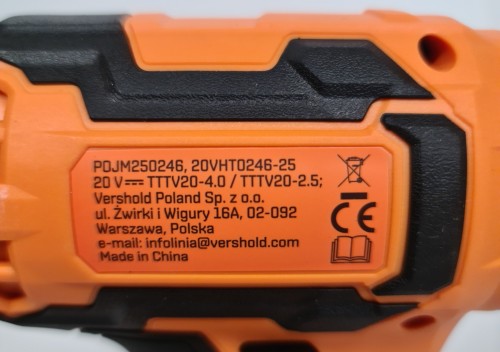 PDJM250246, 20VHT0246-25
20 V⎓ TTTV20-4.0 / TTTV20-2.5;
Vershold Poland Sp. z o.o.
ul. Żwirki i Wigury 16A, 02-092
Warszawa, Polska
e-mail: infolinia@vershold.com
Made in China
CE